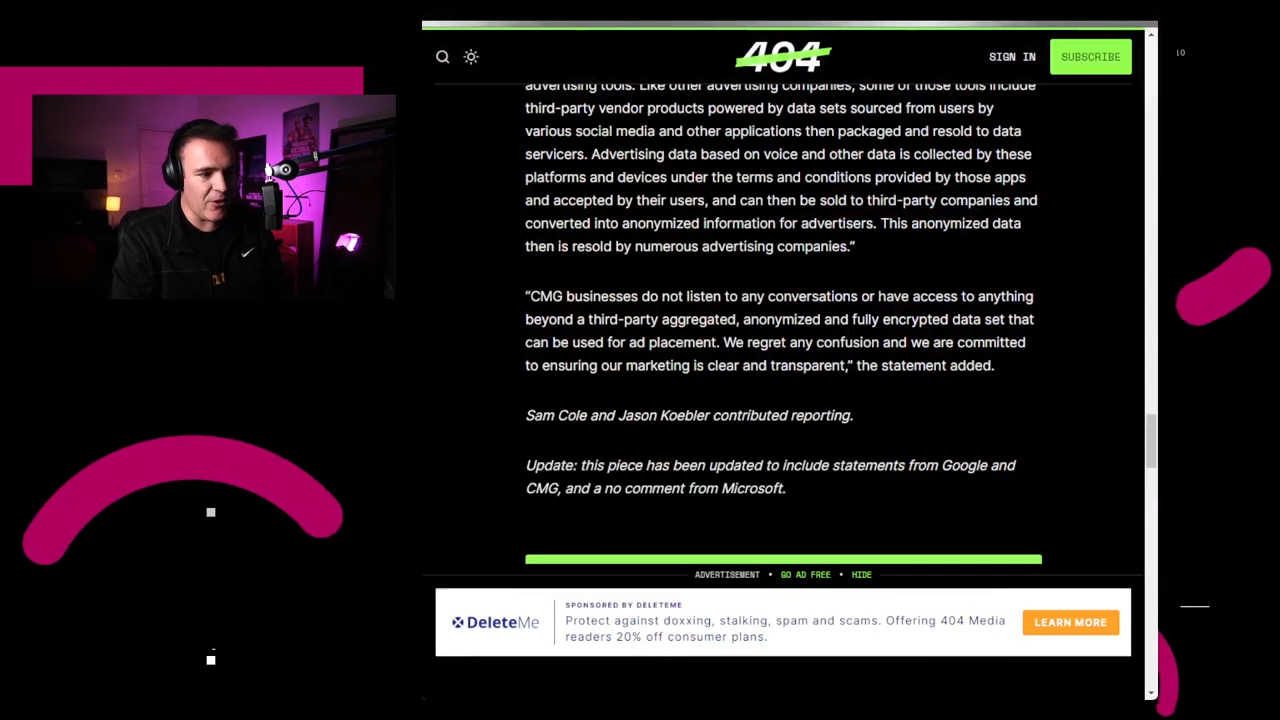 404
SIGN IN
SUBSCRIBE
advertising tools. Like other advertising companies, some of those tools include
third-party vendor products powered by data sets sourced from users by
various social media and other applications then packaged and resold to data
servicers. Advertising data based on voice and other data is collected by these
platforms and devices under the terms and conditions provided by those apps
and accepted by their users, and can then be sold to third-party companies and
converted into anonymized information for advertisers. This anonymized data
then is resold by numerous advertising companies.”
“CMG businesses do not listen to any conversations or have access to anything
beyond a third-party aggregated, anonymized and fully encrypted data set that
can be used for ad placement. We regret any confusion and we are committed
to ensuring our marketing is clear and transparent,” the statement added.
Sam Cole and Jason Koebler contributed reporting.
Update: this piece has been updated to include statements from Google and
CMG, and a no comment from Microsoft.
ADVERTISEMENT • GO AD FREE • HIDE
DeleteMe
SPONSORED BY DELETEME
Protect against doxxing, stalking, spam and scams. Offering 404 Media
readers 20% off consumer plans.
LEARN MORE